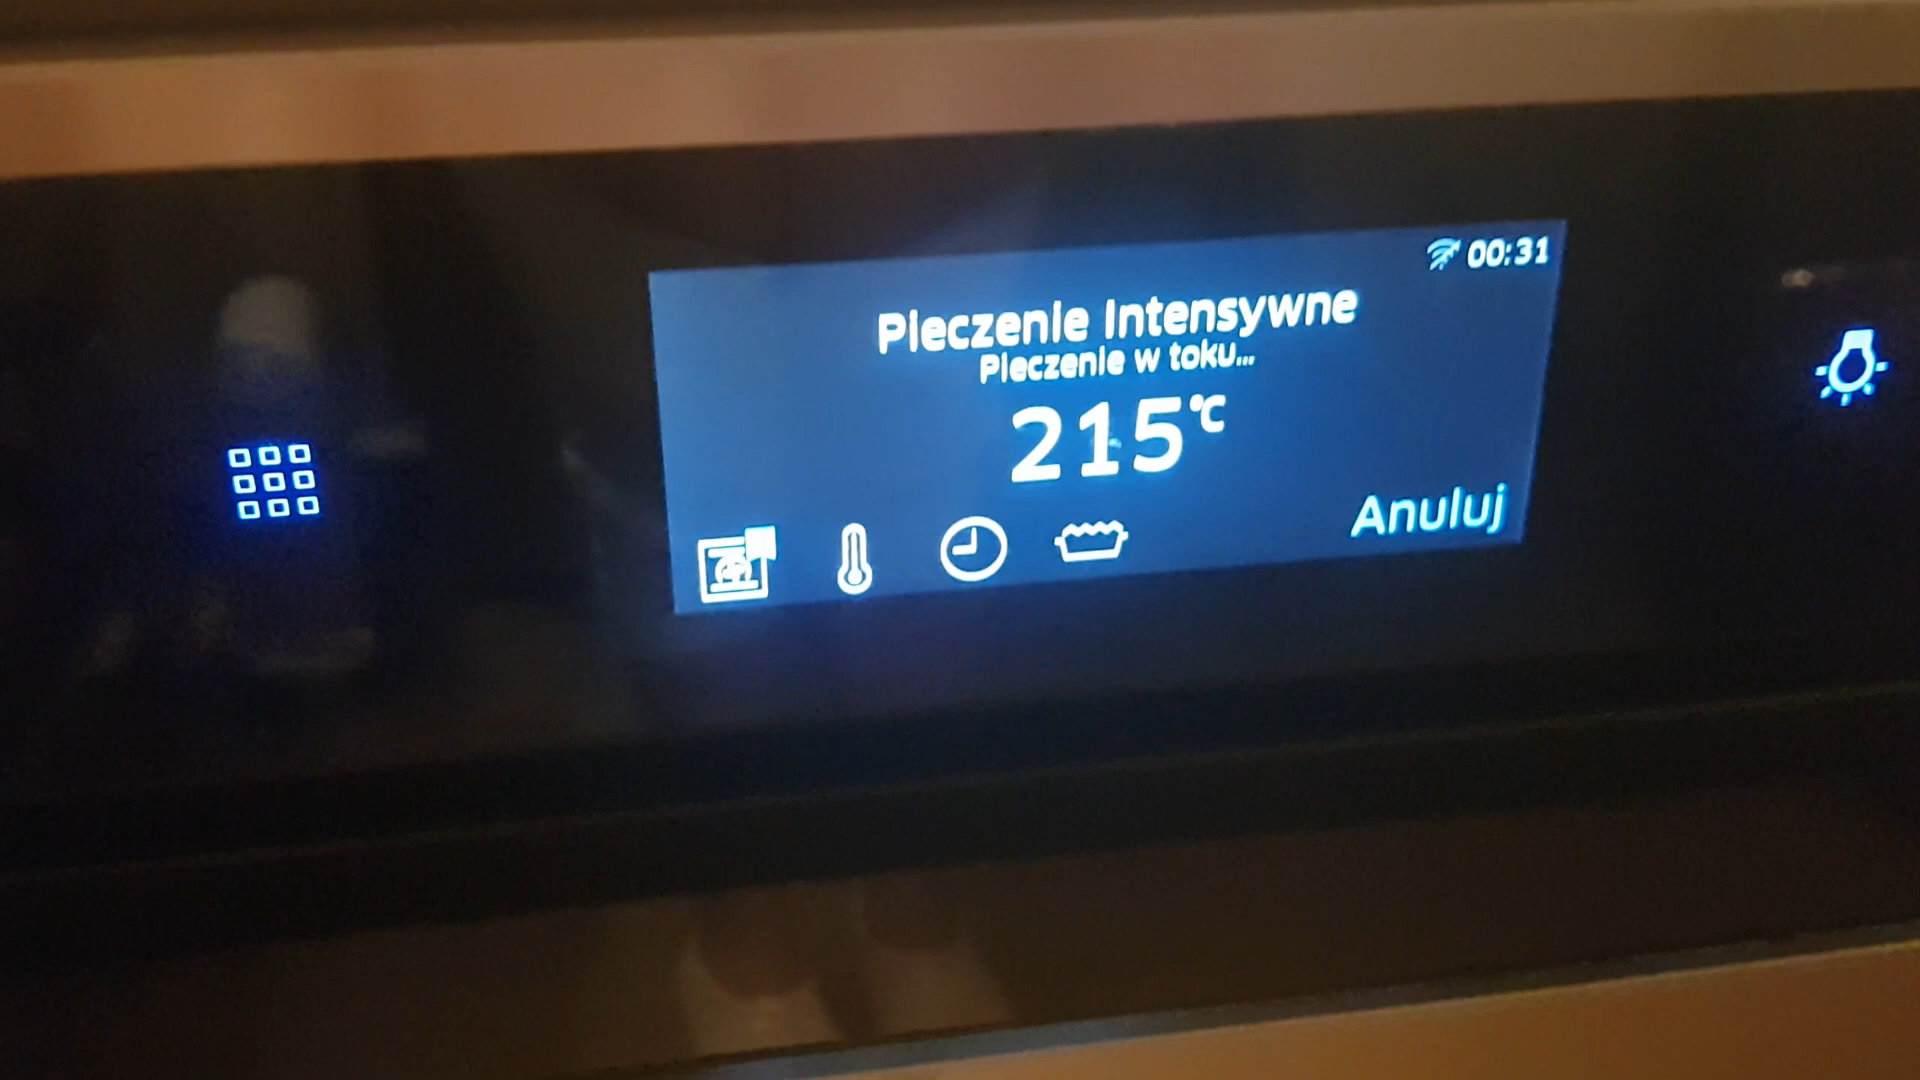 00:31
Pieczenie Intensywne
Pieczenie w toku...
215°C
Anuluj